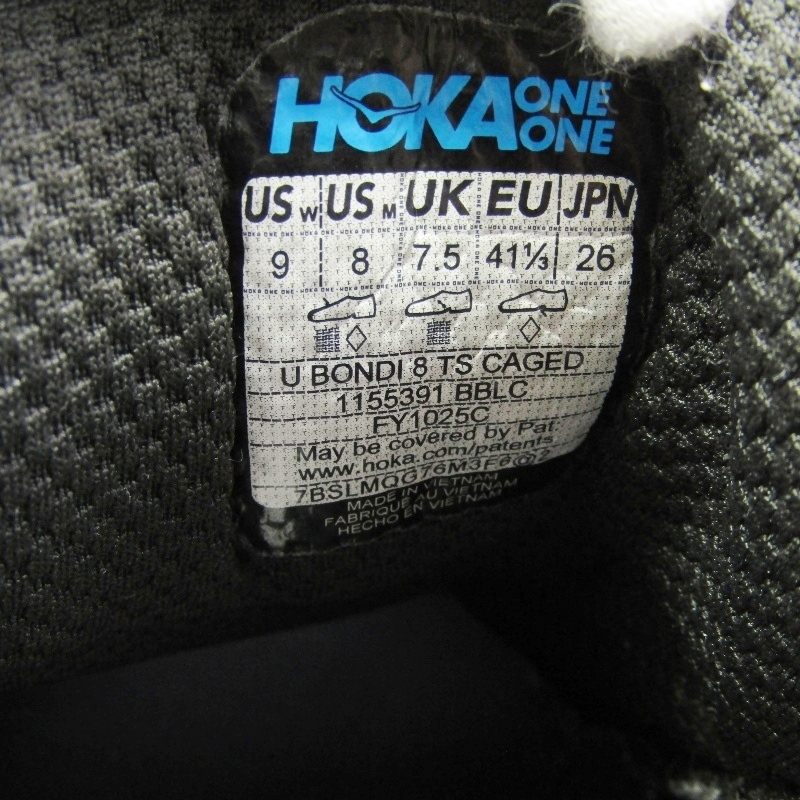 HOKA ONE ONE
US W US M UK EU JPN
9 8 7.5 41⅓ 26
U BONDI 8 TS CAGED
1155391 BBLC
FY1025C
May be covered by Pat.
www.hoka.com/patents
MADE IN VIETNAM
FABRIQUE AU VIETNAM
HECHO EN VIETNAM